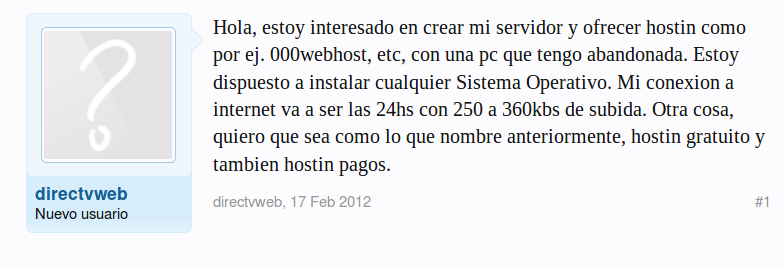 Hola, estoy interesado en crear mi servidor y ofrecer hostin como
por ej. 000webhost, etc, con una pc que tengo abandonada. Estoy
dispuesto a instalar cualquier Sistema Operativo. Mi conexion a
internet va a ser las 24hs con 250 a 360kbs de subida. Otra cosa,
quiero que sea como lo que nombre anteriormente, hostin gratuito y
tambien hostin pagos.
directvweb
Nuevo usuario
directvweb, 17 Feb 2012
#1